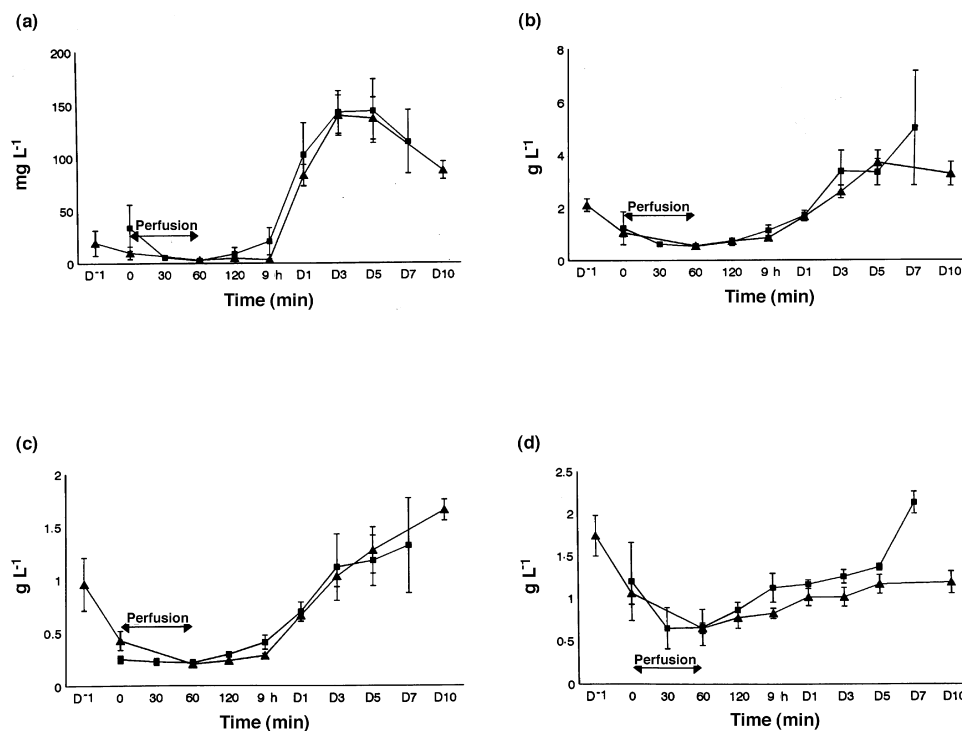 (a)
200
150
100
50
0
mg L⁻¹
Perfusion
D⁻¹ 0 30 60 120 9 h D1 D3 D5 D7 D10
Time (min)
(b)
8
6
4
2
0
g L⁻¹
Perfusion
D⁻¹ 0 30 60 120 9 h D1 D3 D5 D7 D10
Time (min)
(c)
2
1·5
1
0·5
0
g L⁻¹
Perfusion
D⁻¹ 0 30 60 120 9 h D1 D3 D5 D7 D10
Time (min)
(d)
2·5
2
1·5
1
0·5
0
g L⁻¹
Perfusion
D⁻¹ 0 30 60 120 9 h D1 D3 D5 D7 D10
Time (min)